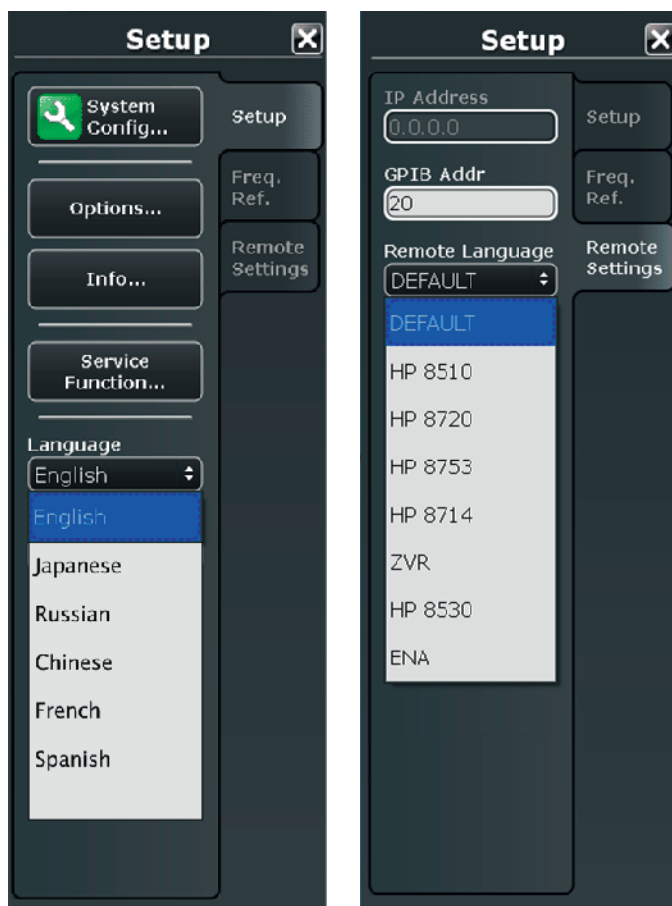 Setup
System
Config...
Setup
Options...
Freq.
Ref.
Info...
Remote
Settings
Service
Function...
Language
English
English
Japanese
Russian
Chinese
French
Spanish
Setup
IP Address
0.0.0.0
Setup
GPIB Addr
20
Freq.
Ref.
Remote Language
DEFAULT
Remote
Settings
DEFAULT
HP 8510
HP 8720
HP 8753
HP 8714
ZVR
HP 8530
ENA